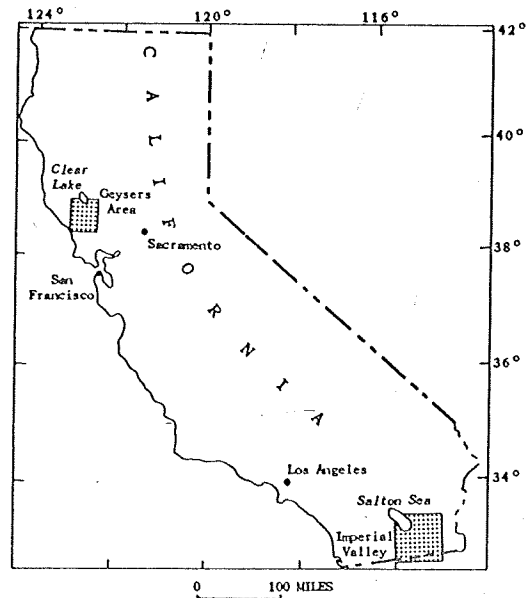 124° 120° 116°
42°
CALIFORNIA
40°
Clear
Lake
Geysers
Area
Sacramento
38°
San
Francisco
36°
Los Angeles
34°
Salton Sea
Imperial
Valley
0 100 MILES